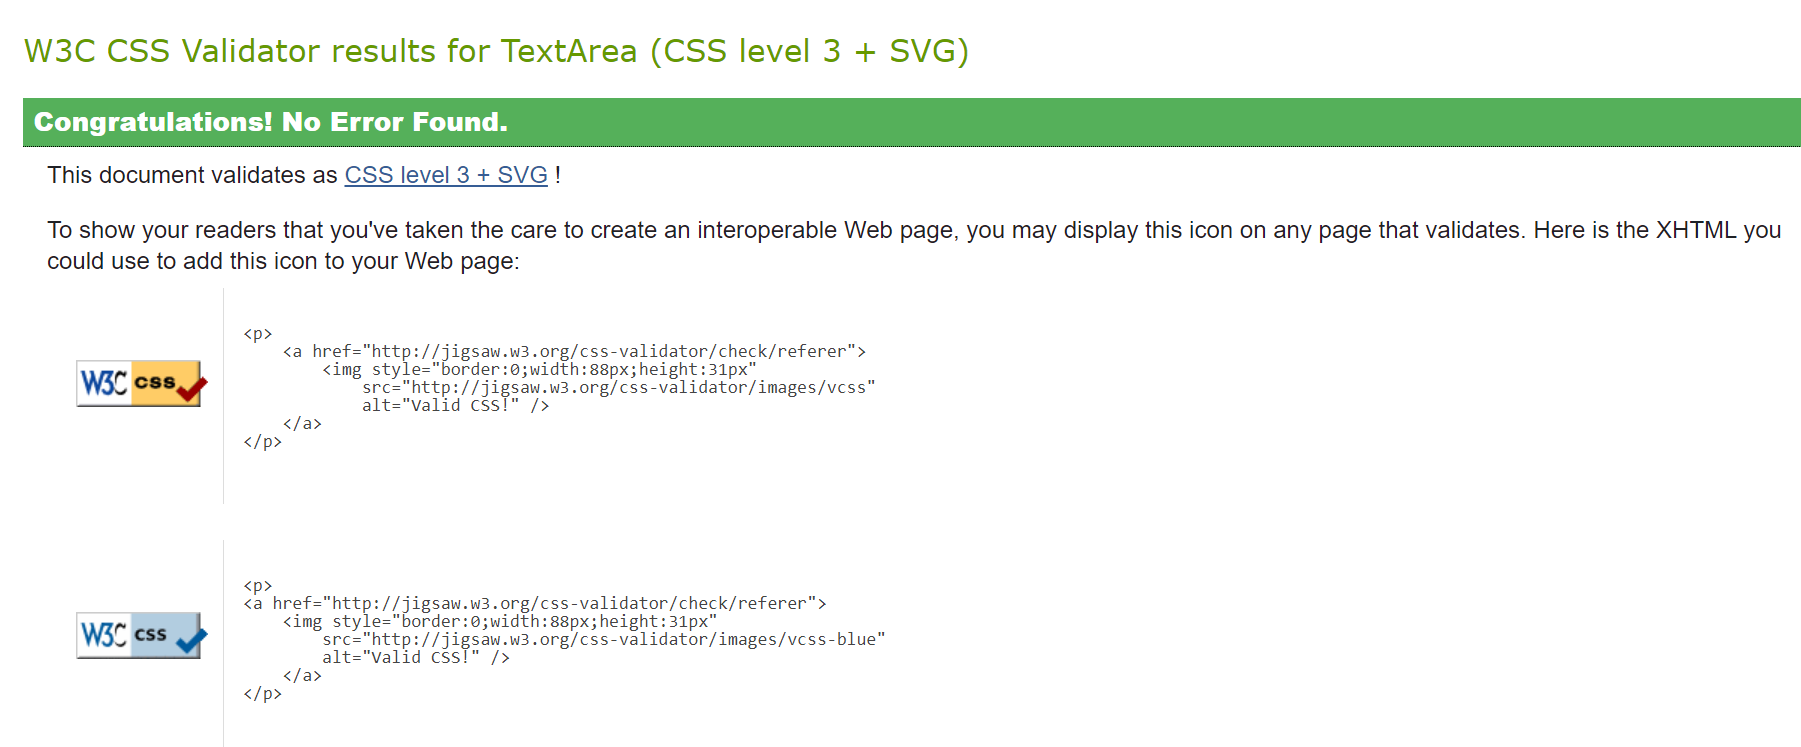 W3C CSS Validator results for TextArea (CSS level 3 + SVG)
Congratulations! No Error Found.
This document validates as CSS level 3 + SVG !
To show your readers that you've taken the care to create an interoperable Web page, you may display this icon on any page that validates. Here is the XHTML you
could use to add this icon to your Web page:
<p>
<a href="http://jigsaw.w3.org/css-validator/check/referer">
<img style="border:0;width:88px;height:31px"
src="http://jigsaw.w3.org/css-validator/images/vcss"
alt="Valid CSS!" />
</a>
</p>
W3C css
<p>
<a href="http://jigsaw.w3.org/css-validator/check/referer">
<img style="border:0;width:88px;height:31px"
src="http://jigsaw.w3.org/css-validator/images/vcss-blue"
alt="Valid CSS!" />
</a>
</p>
W3C css